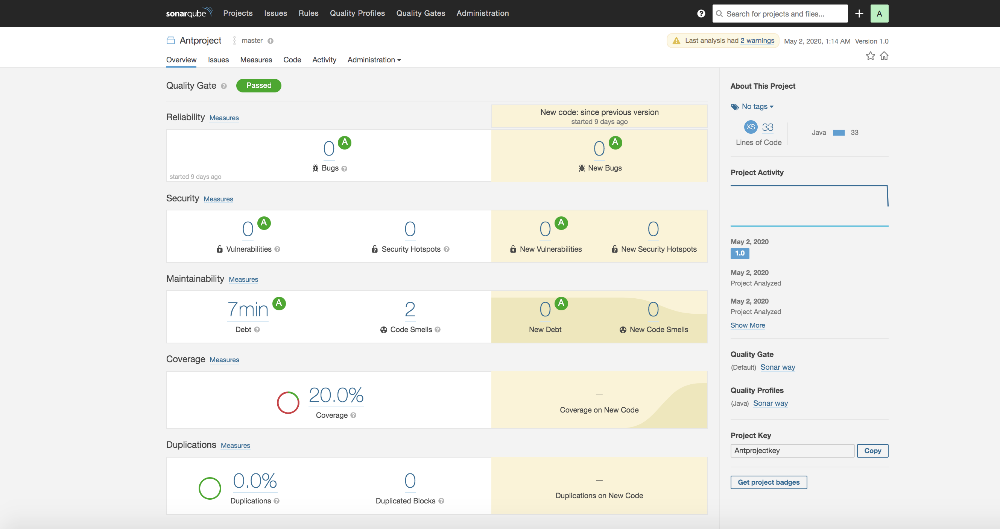 sonarqube Projects Issues Rules Quality Profiles Quality Gates Administration ? Search for projects and files... + A
Antproject master
Last analysis had 2 warnings May 2, 2020, 1:14 AM Version 1.0
Overview Issues Measures Code Activity Administration
Quality Gate ? Passed
Reliability Measures
New code: since previous version
started 9 days ago
0 A
Bugs ?
started 9 days ago
0 A
New Bugs
Security Measures
0 A
Vulnerabilities ?
0
Security Hotspots ?
0 A
New Vulnerabilities
0
New Security Hotspots
Maintainability Measures
7min A
Debt ?
2
Code Smells ?
0 A
New Debt
0
New Code Smells
Coverage Measures
20.0%
Coverage ?
—
Coverage on New Code
Duplications Measures
0.0%
Duplications ?
0
Duplicated Blocks ?
—
Duplications on New Code
About This Project
No tags
XS 33
Lines of Code
Java 33
Project Activity
May 2, 2020
1.0
May 2, 2020
Project Analyzed
May 2, 2020
Project Analyzed
Show More
Quality Gate
(Default) Sonar way
Quality Profiles
(Java) Sonar way
Project Key
Antprojectkey Copy
Get project badges